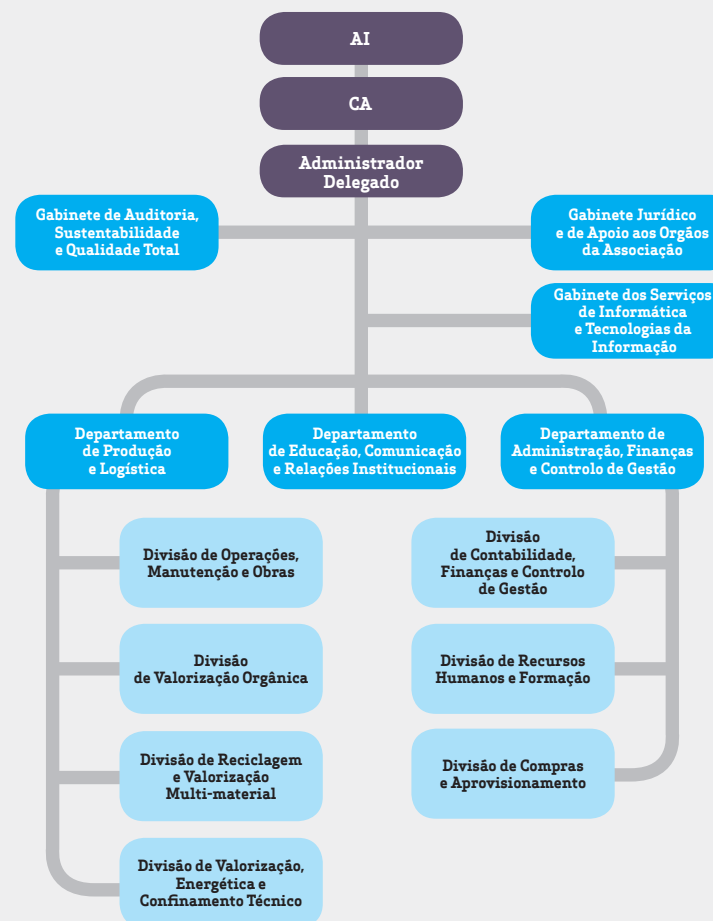 AI
CA
Administrador
Delegado
Gabinete de Auditoria,
Sustentabilidade
e Qualidade Total
Gabinete Jurídico
e de Apoio aos Orgãos
da Associação
Gabinete dos Serviços
de Informática
e Tecnologias da
Informação
Departamento
de Produção
e Logística
Departamento
de Educação, Comunicação
e Relações Institucionais
Departamento de
Administração, Finanças
e Controlo de Gestão
Divisão de Operações,
Manutenção e Obras
Divisão
de Valorização Orgânica
Divisão de Reciclagem
e Valorização
Multi-material
Divisão de Valorização,
Energética e
Confinamento Técnico
Divisão
de Contabilidade,
Finanças e Controlo
de Gestão
Divisão de Recursos
Humanos e Formação
Divisão de Compras
e Aprovisionamento